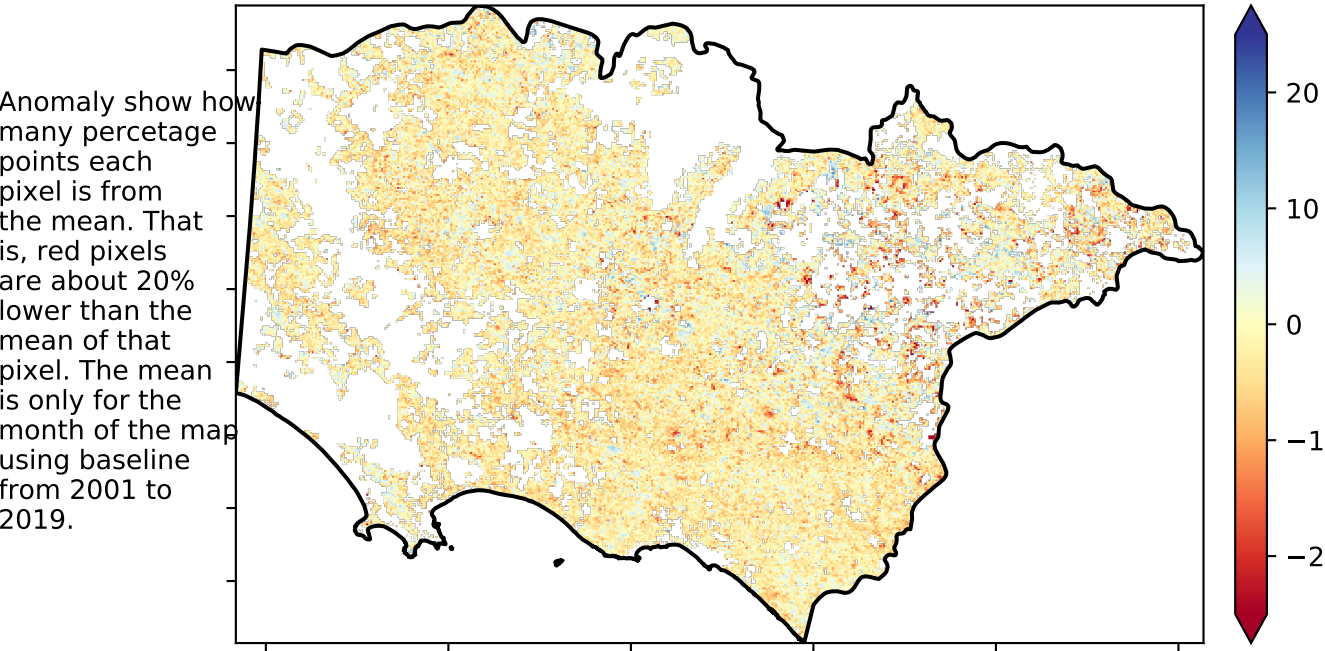 Anomaly show how
many percetage
points each
pixel is from
the mean. That
is, red pixels
are about 20%
lower than the
mean of that
pixel. The mean
is only for the
month of the map
using baseline
from 2001 to
2019.
20
10
0
−1
−2